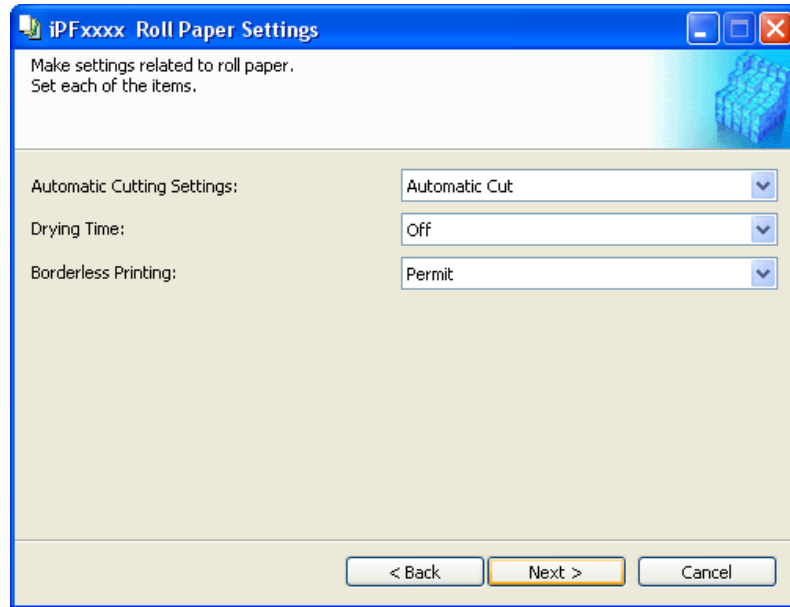 iPFxxxx Roll Paper Settings
Make settings related to roll paper.
Set each of the items.
Automatic Cutting Settings: Automatic Cut
Drying Time: Off
Borderless Printing: Permit
< Back Next > Cancel